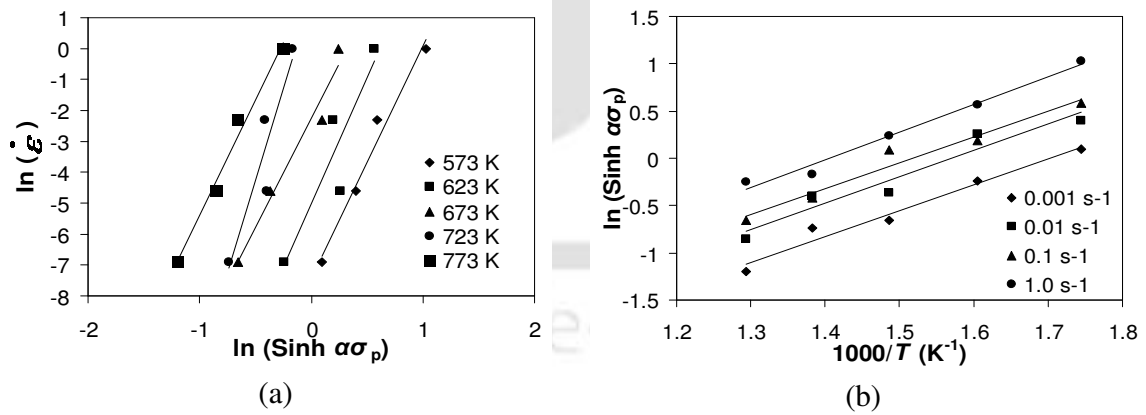 1
0
-1
-2
-3
-4
-5
-6
-7
-8
ln (ε̇)
-2
-1
0
1
2
ln (Sinh ασp)
573 K
623 K
673 K
723 K
773 K
(a)
1.5
1
0.5
0
-0.5
-1
-1.5
ln (Sinh ασp)
1.2
1.3
1.4
1.5
1.6
1.7
1.8
1000/T (K⁻¹)
0.001 s-1
0.01 s-1
0.1 s-1
1.0 s-1
(b)